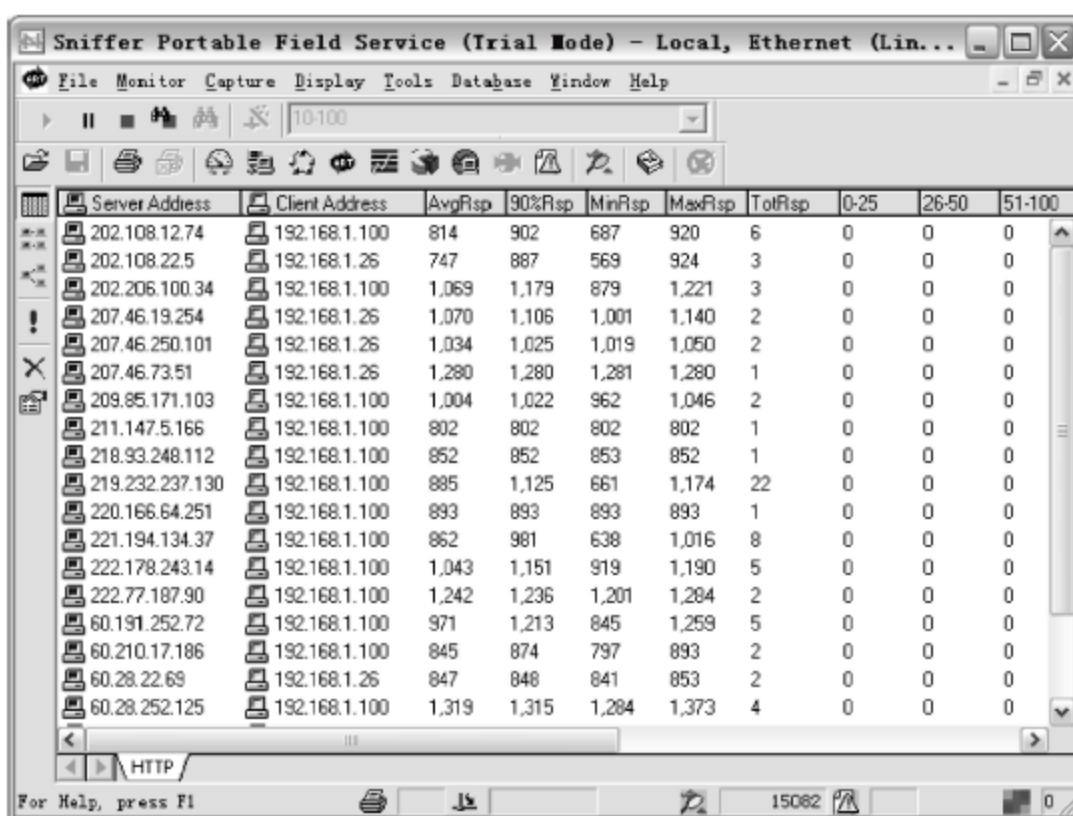 Sniffer Portable Field Service (Trial Mode) - Local, Ethernet (Lin...
File Monitor Capture Display Tools Database Window Help
10-100
Server Address Client Address AvgRsp 90%Rsp MinRsp MaxRsp TotRsp 0-25 26-50 51-100
202.108.12.74 192.168.1.100 814 902 687 920 6 0 0 0
202.108.22.5 192.168.1.26 747 887 569 924 3 0 0 0
202.206.100.34 192.168.1.100 1,069 1,179 879 1,221 3 0 0 0
207.46.19.254 192.168.1.26 1,070 1,106 1,001 1,140 2 0 0 0
207.46.250.101 192.168.1.26 1,034 1,025 1,019 1,050 2 0 0 0
207.46.73.51 192.168.1.26 1,280 1,280 1,281 1,280 1 0 0 0
209.85.171.103 192.168.1.100 1,004 1,022 962 1,046 2 0 0 0
211.147.5.166 192.168.1.100 802 802 802 802 1 0 0 0
218.93.248.112 192.168.1.100 852 852 853 852 1 0 0 0
219.232.237.130 192.168.1.100 885 1,125 661 1,174 22 0 0 0
220.166.64.251 192.168.1.100 893 893 893 893 1 0 0 0
221.194.134.37 192.168.1.100 862 981 638 1,016 8 0 0 0
222.178.243.14 192.168.1.100 1,043 1,151 919 1,190 5 0 0 0
222.77.187.90 192.168.1.100 1,242 1,236 1,201 1,284 2 0 0 0
60.191.252.72 192.168.1.100 971 1,213 845 1,259 5 0 0 0
60.210.17.186 192.168.1.100 845 874 797 893 2 0 0 0
60.28.22.69 192.168.1.26 847 848 841 853 2 0 0 0
60.28.252.125 192.168.1.100 1,319 1,315 1,284 1,373 4 0 0 0
HTTP
For Help, press F1 15082 0